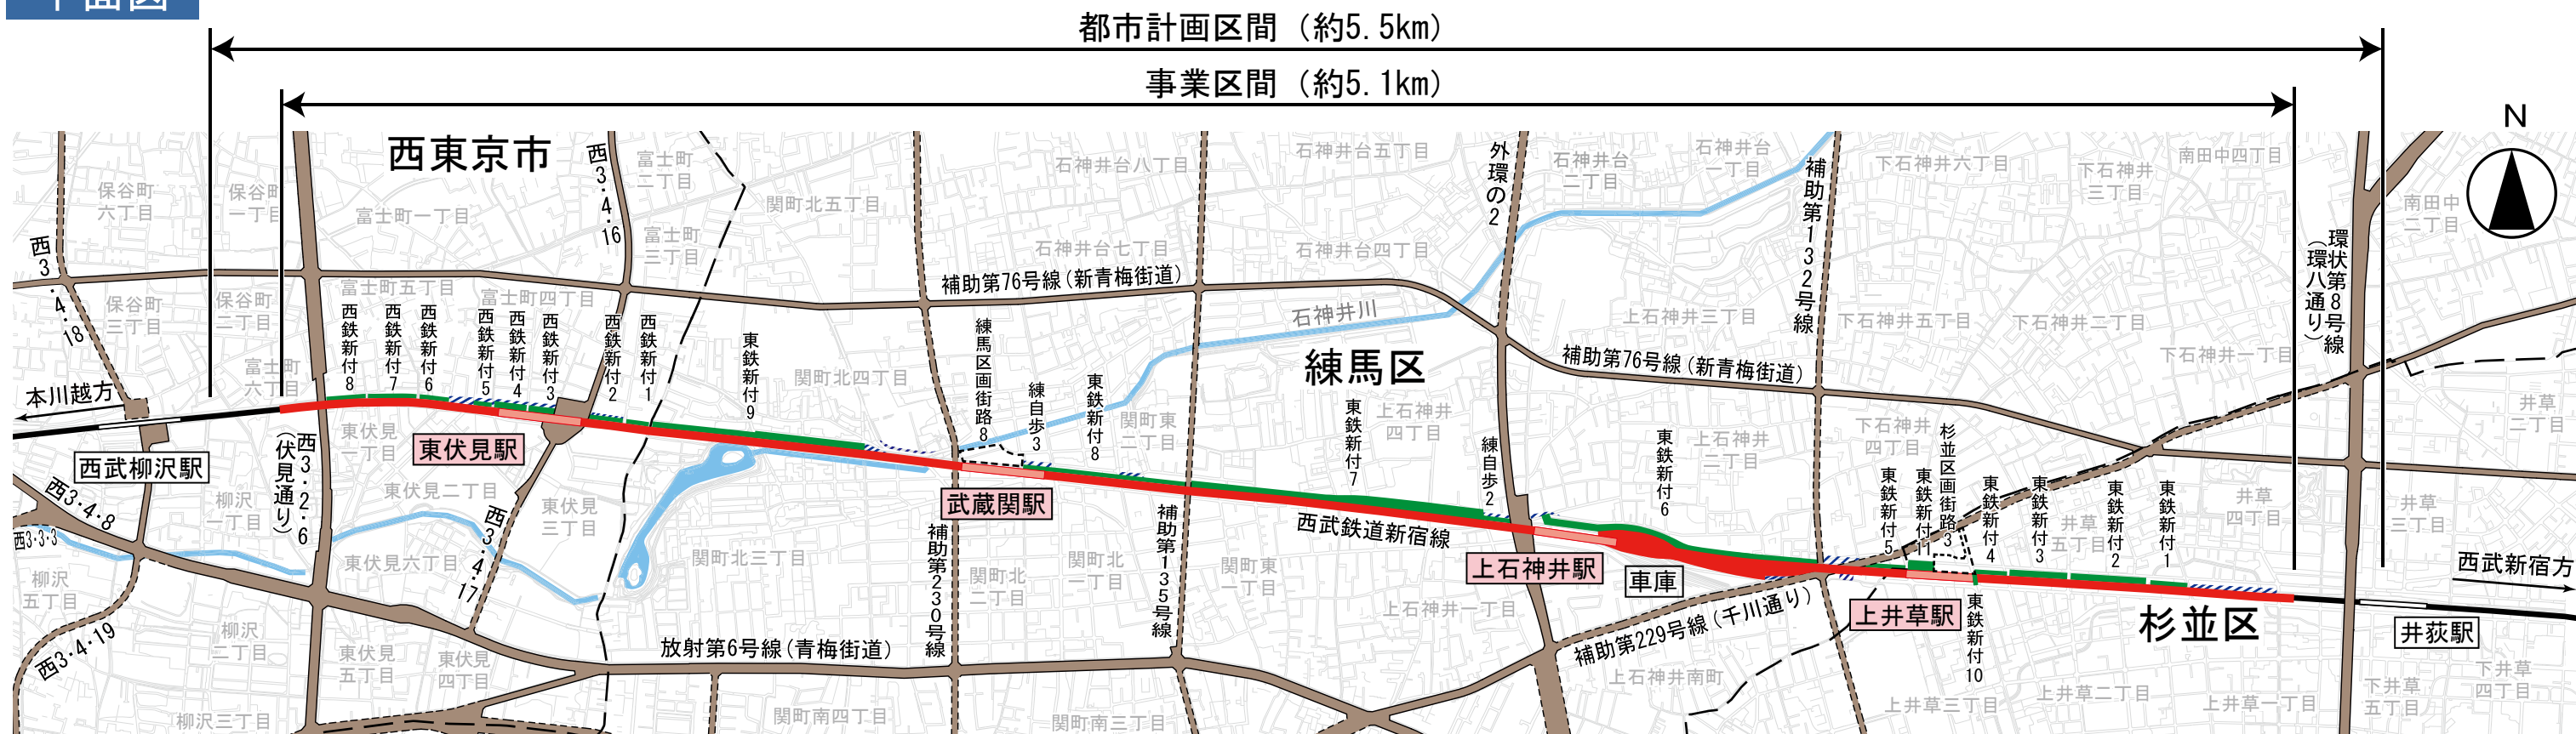 平面図
都市計画区間（約5.5km）
事業区間（約5.1km）
N
西東京市
練馬区
杉並区
西3・4・16
西3・4・18
外環の2
補助第132号線
環状第8号線
（環八通り）
保谷町
六丁目
保谷町
一丁目
富士町一丁目
富士町
二丁目
富士町
三丁目
関町北五丁目
石神井台八丁目
石神井台五丁目
石神井台
二丁目
石神井台
一丁目
下石神井六丁目
下石神井
三丁目
南田中四丁目
南田中
二丁目
石神井台七丁目
石神井台四丁目
補助第76号線（新青梅街道）
石神井川
保谷町
三丁目
保谷町
二丁目
富士町五丁目
富士町四丁目
富士町
六丁目
関町北四丁目
上石神井三丁目
下石神井五丁目
下石神井二丁目
下石神井一丁目
補助第76号線（新青梅街道）
西鉄新付8
西鉄新付7
西鉄新付6
西鉄新付5
西鉄新付4
西鉄新付3
西鉄新付2
西鉄新付1
東鉄新付9
練馬区画街路8
練自歩3
東鉄新付8
東鉄新付7
練自歩2
東鉄新付6
東鉄新付5
東鉄新付11
杉並区画街路3
東鉄新付4
東鉄新付3
東鉄新付2
東鉄新付1
東鉄新付10
本川越方
西武柳沢駅
東伏見駅
武蔵関駅
上石神井駅
車庫
上井草駅
井荻駅
西武新宿方
西武鉄道新宿線
西3・2・6
（伏見通り）
西3・4・8
西3・3・3
西3・4・17
西3・4・19
補助第230号線
補助第135号線
補助第229号線（千川通り）
放射第6号線（青梅街道）
東伏見
一丁目
東伏見二丁目
東伏見
三丁目
東伏見六丁目
東伏見
五丁目
東伏見
四丁目
柳沢
一丁目
柳沢
五丁目
柳沢
二丁目
柳沢三丁目
関町東
二丁目
上石神井
四丁目
上石神井
二丁目
下石神井
四丁目
井草
五丁目
井草
四丁目
井草
三丁目
井草
二丁目
関町北三丁目
関町北
二丁目
関町北
一丁目
関町東
一丁目
上石神井一丁目
上石神井南町
関町南四丁目
関町南三丁目
上井草三丁目
上井草二丁目
上井草一丁目
下井草
五丁目
下井草
四丁目